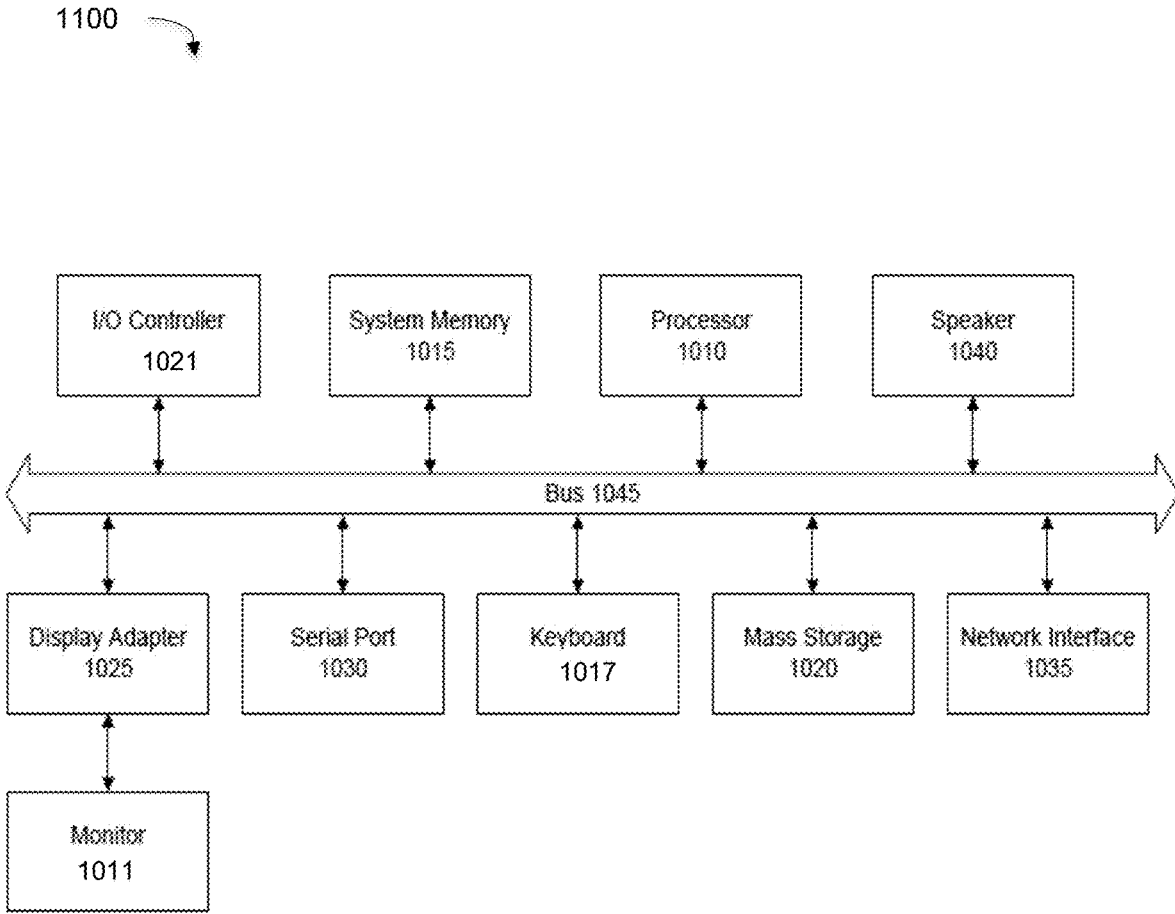 1100
I/O Controller
1021
System Memory
1015
Processor
1010
Speaker
1040
Bus 1045
Display Adapter
1025
Serial Port
1030
Keyboard
1017
Mass Storage
1020
Network Interface
1035
Monitor
1011